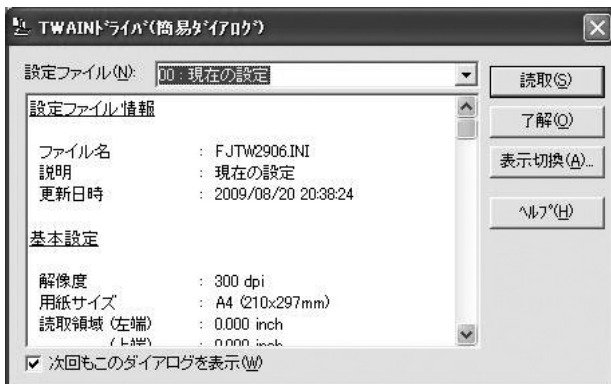 TWAINﾄﾞﾗｲﾊﾞ(簡易ﾀﾞｲｱﾛｸﾞ)
設定ファイル(N): 00:現在の設定
読取(S)
了解(O)
表示切換(A)...
ﾍﾙﾌﾟ(H)
設定ファイル情報
ファイル名 : FJTW2906.INI
説明 : 現在の設定
更新日時 : 2009/08/20 20:38:24
基本設定
解像度 : 300 dpi
用紙サイズ : A4 (210x297mm)
読取領域 (左端) : 0.000 inch
(上端) : 0.000 inch
次回もこのダイアログを表示(W)